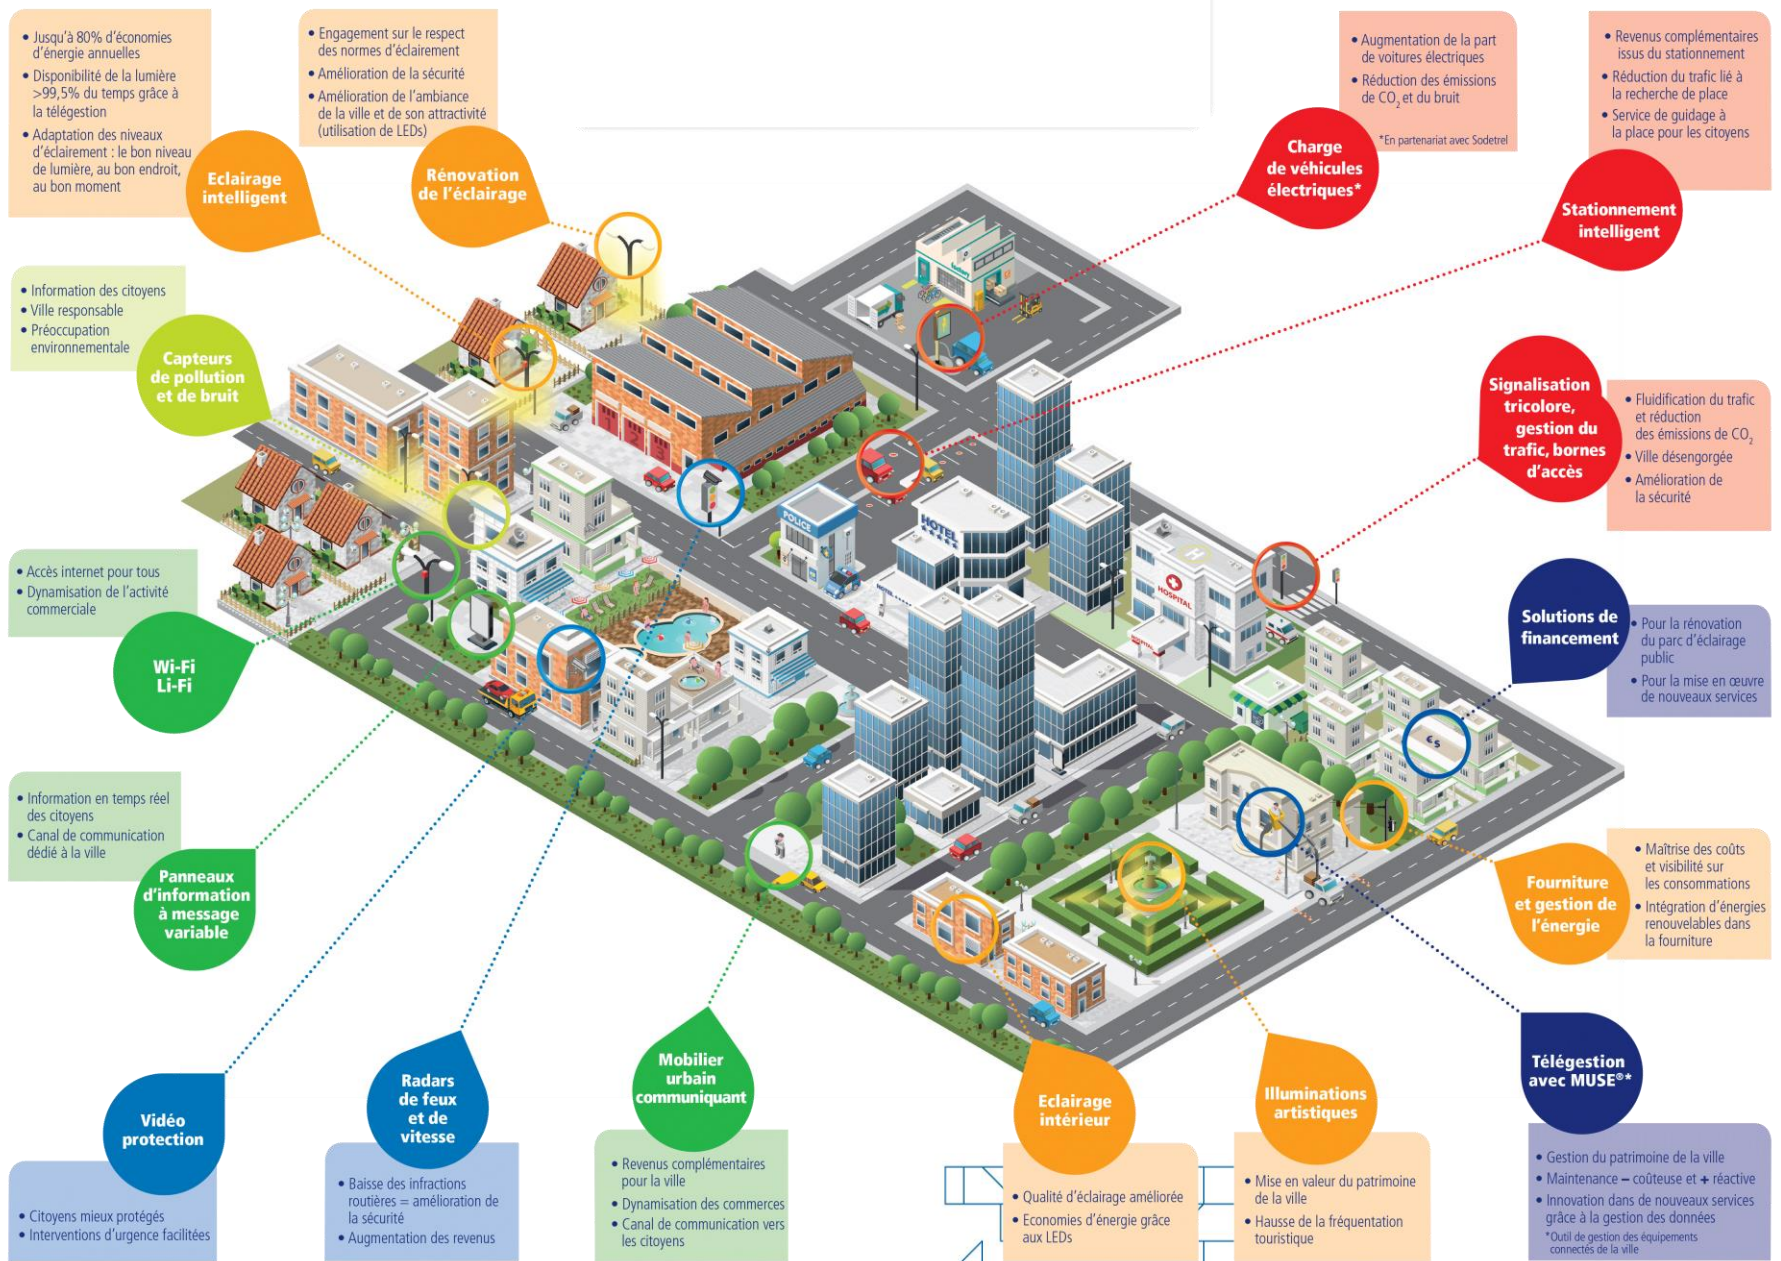 • Jusqu'à 80% d'économies
d'énergie annuelles
• Disponibilité de la lumière
>99,5% du temps grâce à
la télégestion
• Adaptation des niveaux
d'éclairement : le bon niveau
de lumière, au bon endroit,
au bon moment
Eclairage
intelligent
• Engagement sur le respect
des normes d'éclairement
• Amélioration de la sécurité
• Amélioration de l'ambiance
de la ville et de son attractivité
(utilisation de LEDs)
Rénovation
de l'éclairage
• Augmentation de la part
de voitures électriques
• Réduction des émissions
de CO₂ et du bruit
*En partenariat avec Sodetrel
Charge
de véhicules
électriques*
• Revenus complémentaires
issus du stationnement
• Réduction du trafic lié à
la recherche de place
• Service de guidage à
la place pour les citoyens
Stationnement
intelligent
• Information des citoyens
• Ville responsable
• Préoccupation
environnementale
Capteurs
de pollution
et de bruit
factory
Signalisation
tricolore,
gestion du
trafic, bornes
d'accès
• Fluidification du trafic
et réduction
des émissions de CO₂
• Ville désengorgée
• Amélioration de
la sécurité
1
2
3
POLICE
HOTEL
HOTEL
H
HOSPITAL
HOSPITAL
• Accès internet pour tous
• Dynamisation de l'activité
commerciale
Wi-Fi
Li-Fi
Solutions de
financement
• Pour la rénovation
du parc d'éclairage
public
• Pour la mise en œuvre
de nouveaux services
• Information en temps réel
des citoyens
• Canal de communication
dédié à la ville
Panneaux
d'information
à message
variable
Fourniture
et gestion de
l'énergie
• Maîtrise des coûts
et visibilité sur
les consommations
• Intégration d'énergies
renouvelables dans
la fourniture
Vidéo
protection
• Citoyens mieux protégés
• Interventions d'urgence facilitées
Radars
de feux
et de
vitesse
• Baisse des infractions
routières = amélioration de
la sécurité
• Augmentation des revenus
Mobilier
urbain
communiquant
• Revenus complémentaires
pour la ville
• Dynamisation des commerces
• Canal de communication vers
les citoyens
Eclairage
intérieur
• Qualité d'éclairage améliorée
• Economies d'énergie grâce
aux LEDs
Illuminations
artistiques
• Mise en valeur du patrimoine
de la ville
• Hausse de la fréquentation
touristique
Télégestion
avec MUSE®*
• Gestion du patrimoine de la ville
• Maintenance – coûteuse et + réactive
• Innovation dans de nouveaux services
grâce à la gestion des données
*Outil de gestion des équipements
connectés de la ville